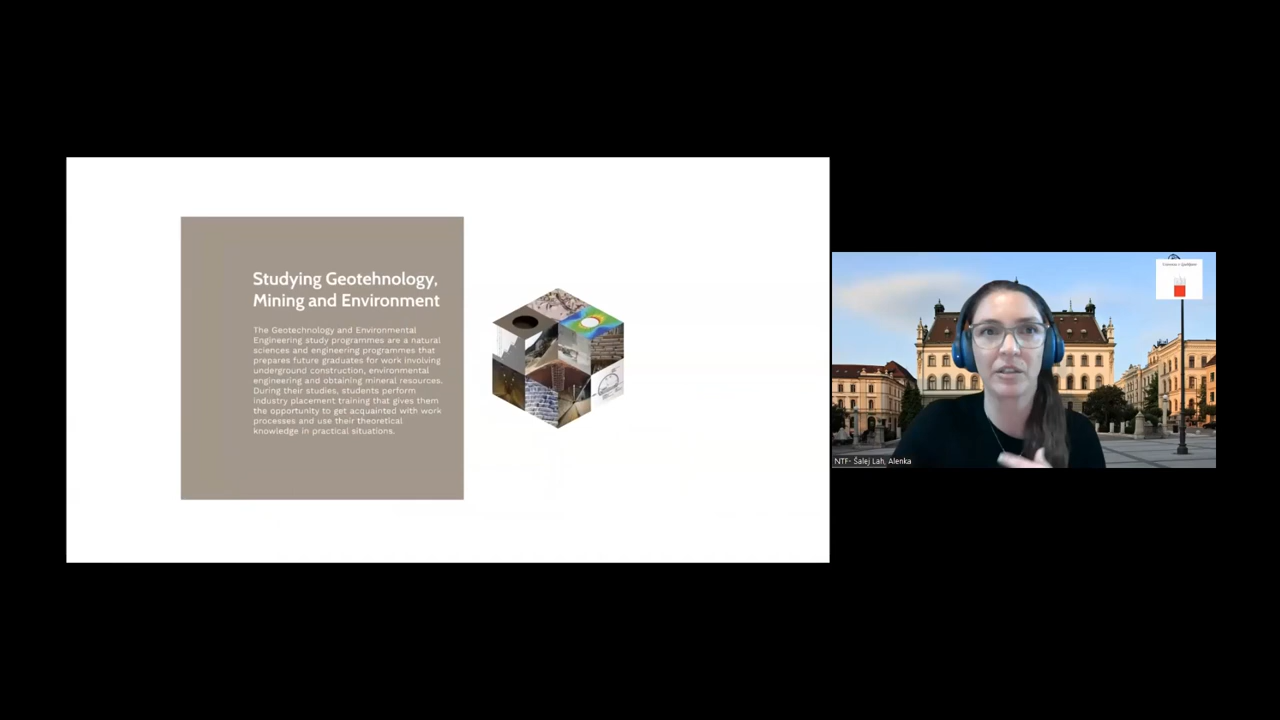 Studying Geotehnology,
Mining and Environment
The Geotechnology and Environmental
Engineering study programmes are a natural
sciences and engineering programmes that
prepares future graduates for work involving
underground construction, environmental
engineering and obtaining mineral resources.
During their studies, students perform
industry placement training that gives them
the opportunity to get acquainted with work
processes and use their theoretical
knowledge in practical situations.
NTF- Šalej Lah, Alenka